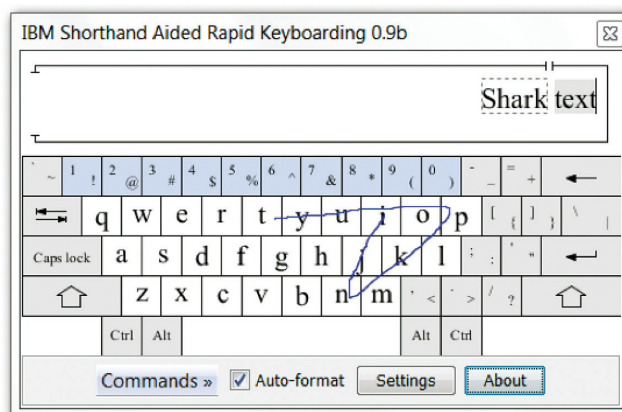 IBM Shorthand Aided Rapid Keyboarding 0.9b
Shark text
` ~ 1 ! 2 @ 3 # 4 $ 5 % 6 ^ 7 & 8 * 9 ( 0 ) - _ = +
q w e r t y u i o p [ { ] } \ |
Caps lock a s d f g h j k l ; : ' "
z x c v b n m , < . > / ?
Ctrl Alt Alt Ctrl
Commands » Auto-format Settings About